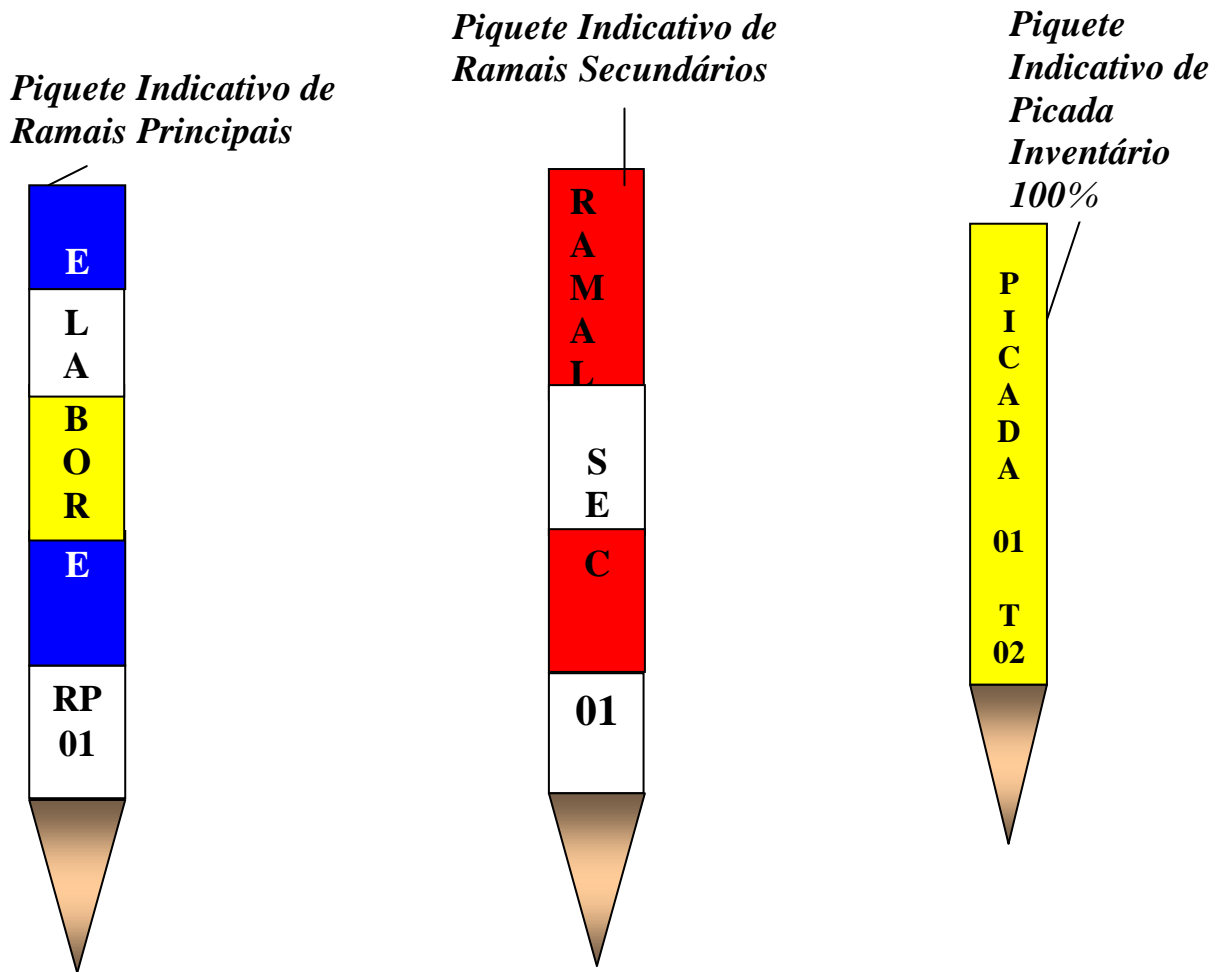 Piquete Indicativo de
Ramais Principais
E
L
A
B
O
R
E
RP
01
Piquete Indicativo de
Ramais Secundários
R
A
M
A
L
S
E
C
01
Piquete
Indicativo de
Picada
Inventário
100%
P
I
C
A
D
A
01
T
02